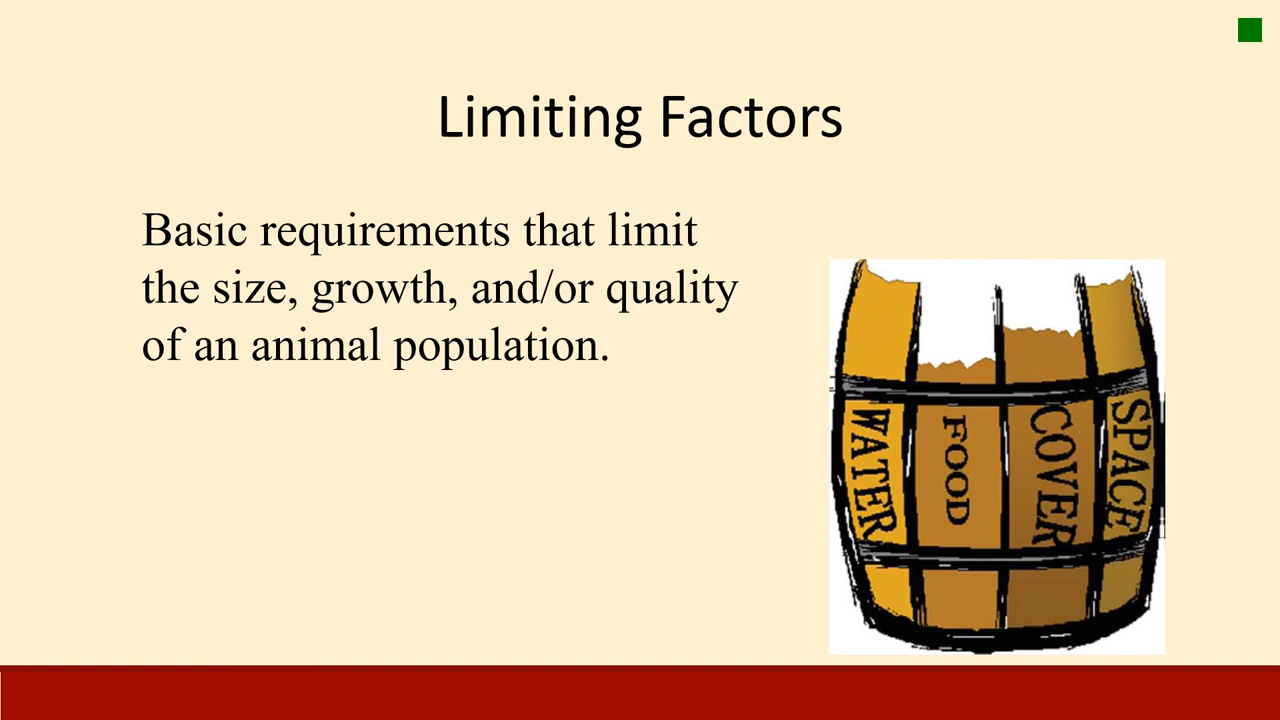 Limiting Factors
Basic requirements that limit
the size, growth, and/or quality
of an animal population.
WATER
FOOD
COVER
SPACE